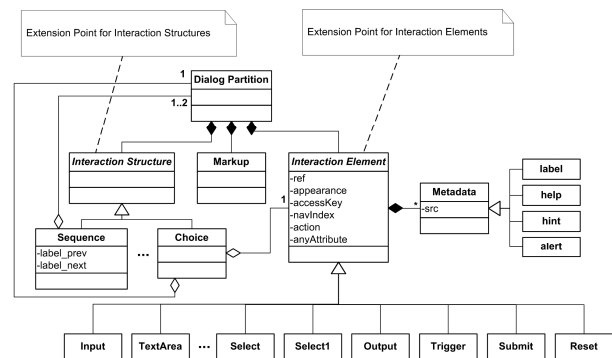 Extension Point for Interaction Structures
Extension Point for Interaction Elements
1
Dialog Partition
1..2
Interaction Structure
Markup
Interaction Element
-ref
-appearance
-accessKey
-navIndex
-action
-anyAttribute
1
*
Metadata
-src
label
help
hint
alert
Sequence
-label_prev
-label_next
...
Choice
Input
TextArea
...
Select
Select1
Output
Trigger
Submit
Reset